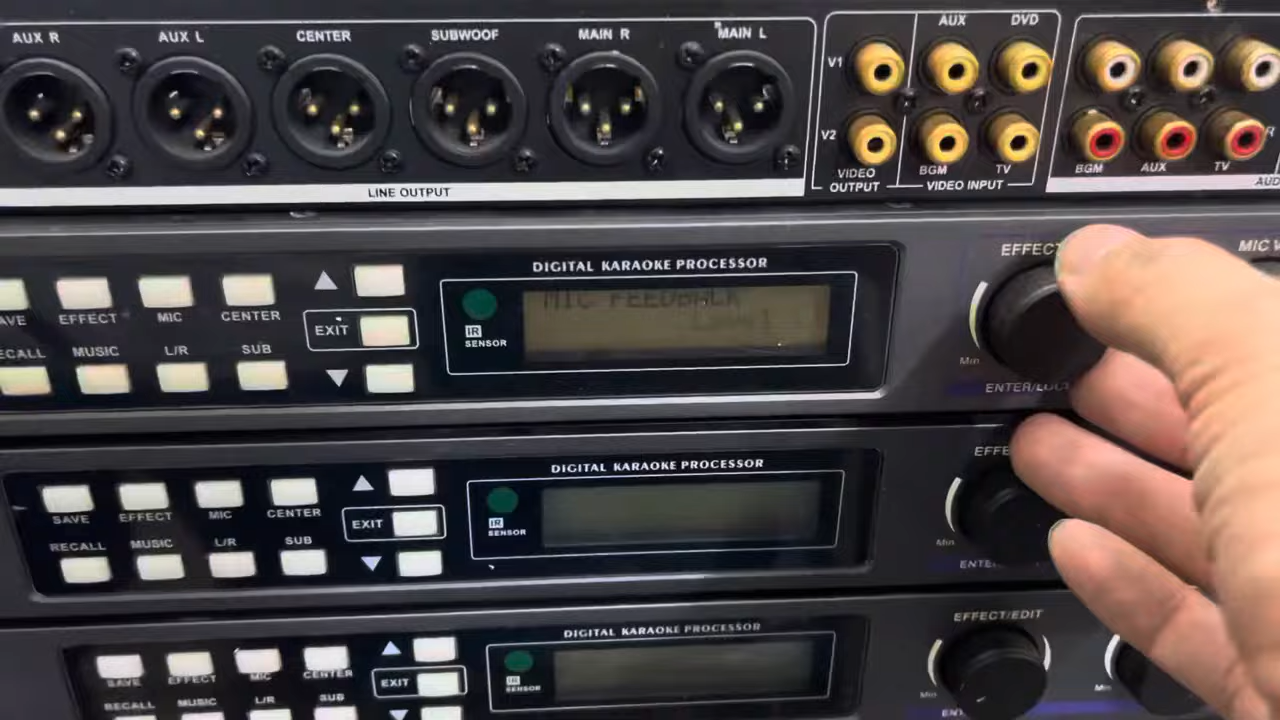 AUX R
AUX L
CENTER
SUBWOOF
MAIN R
MAIN L
LINE OUTPUT
AUX
DVD
V1
V2
VIDEO OUTPUT
BGM
TV
VIDEO INPUT
BGM
AUX
TV
R
DIGITAL KARAOKE PROCESSOR
MIC FEEDBACK
IR
SENSOR
EFFECT
MIC
CENTER
EXIT
MUSIC
L/R
SUB
EFFECT
MIC
Min
DIGITAL KARAOKE PROCESSOR
IR
SENSOR
SAVE
EFFECT
MIC
CENTER
EXIT
RECALL
MUSIC
L/R
SUB
Min
DIGITAL KARAOKE PROCESSOR
IR
SENSOR
SAVE
EFFECT
MIC
CENTER
EXIT
RECALL
MUSIC
L/R
SUB
EFFECT/EDIT
Min
Min